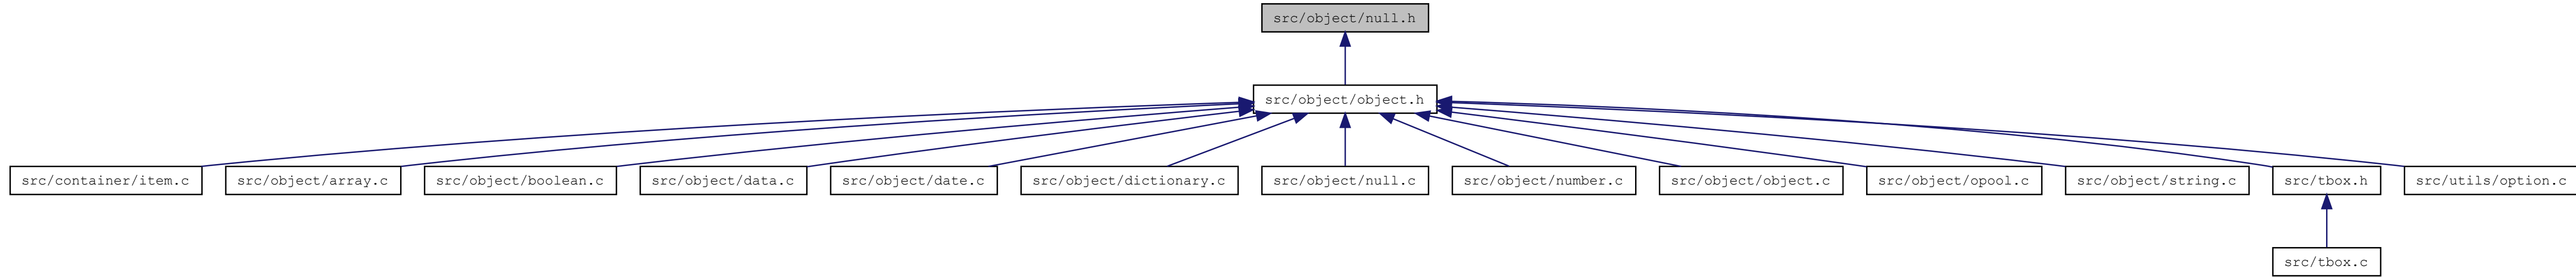 src/object/null.h
src/object/object.h
src/container/item.c
src/object/array.c
src/object/boolean.c
src/object/data.c
src/object/date.c
src/object/dictionary.c
src/object/null.c
src/object/number.c
src/object/object.c
src/object/opool.c
src/object/string.c
src/tbox.h
src/utils/option.c
src/tbox.c